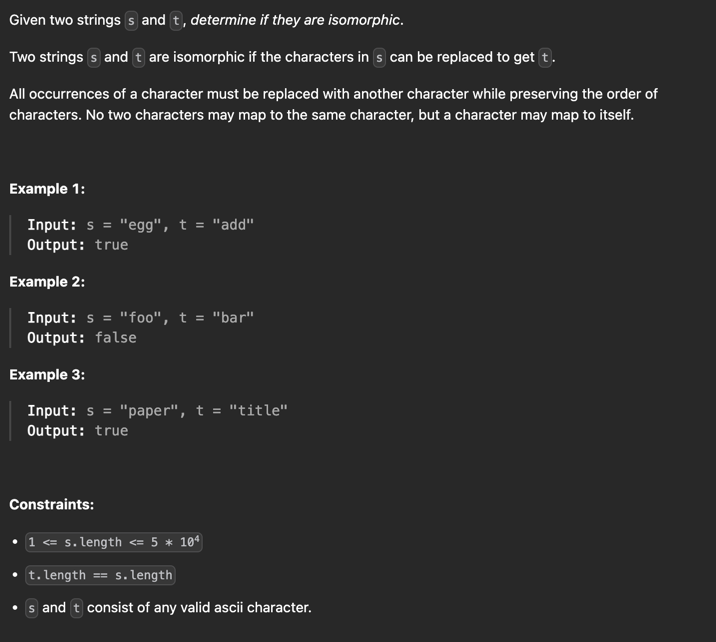 Given two strings s and t, determine if they are isomorphic.
Two strings s and t are isomorphic if the characters in s can be replaced to get t.
All occurrences of a character must be replaced with another character while preserving the order of
characters. No two characters may map to the same character, but a character may map to itself.
Example 1:
Input: s = "egg", t = "add"
Output: true
Example 2:
Input: s = "foo", t = "bar"
Output: false
Example 3:
Input: s = "paper", t = "title"
Output: true
Constraints:
• 1 <= s.length <= 5 * 10⁴
• t.length == s.length
• s and t consist of any valid ascii character.